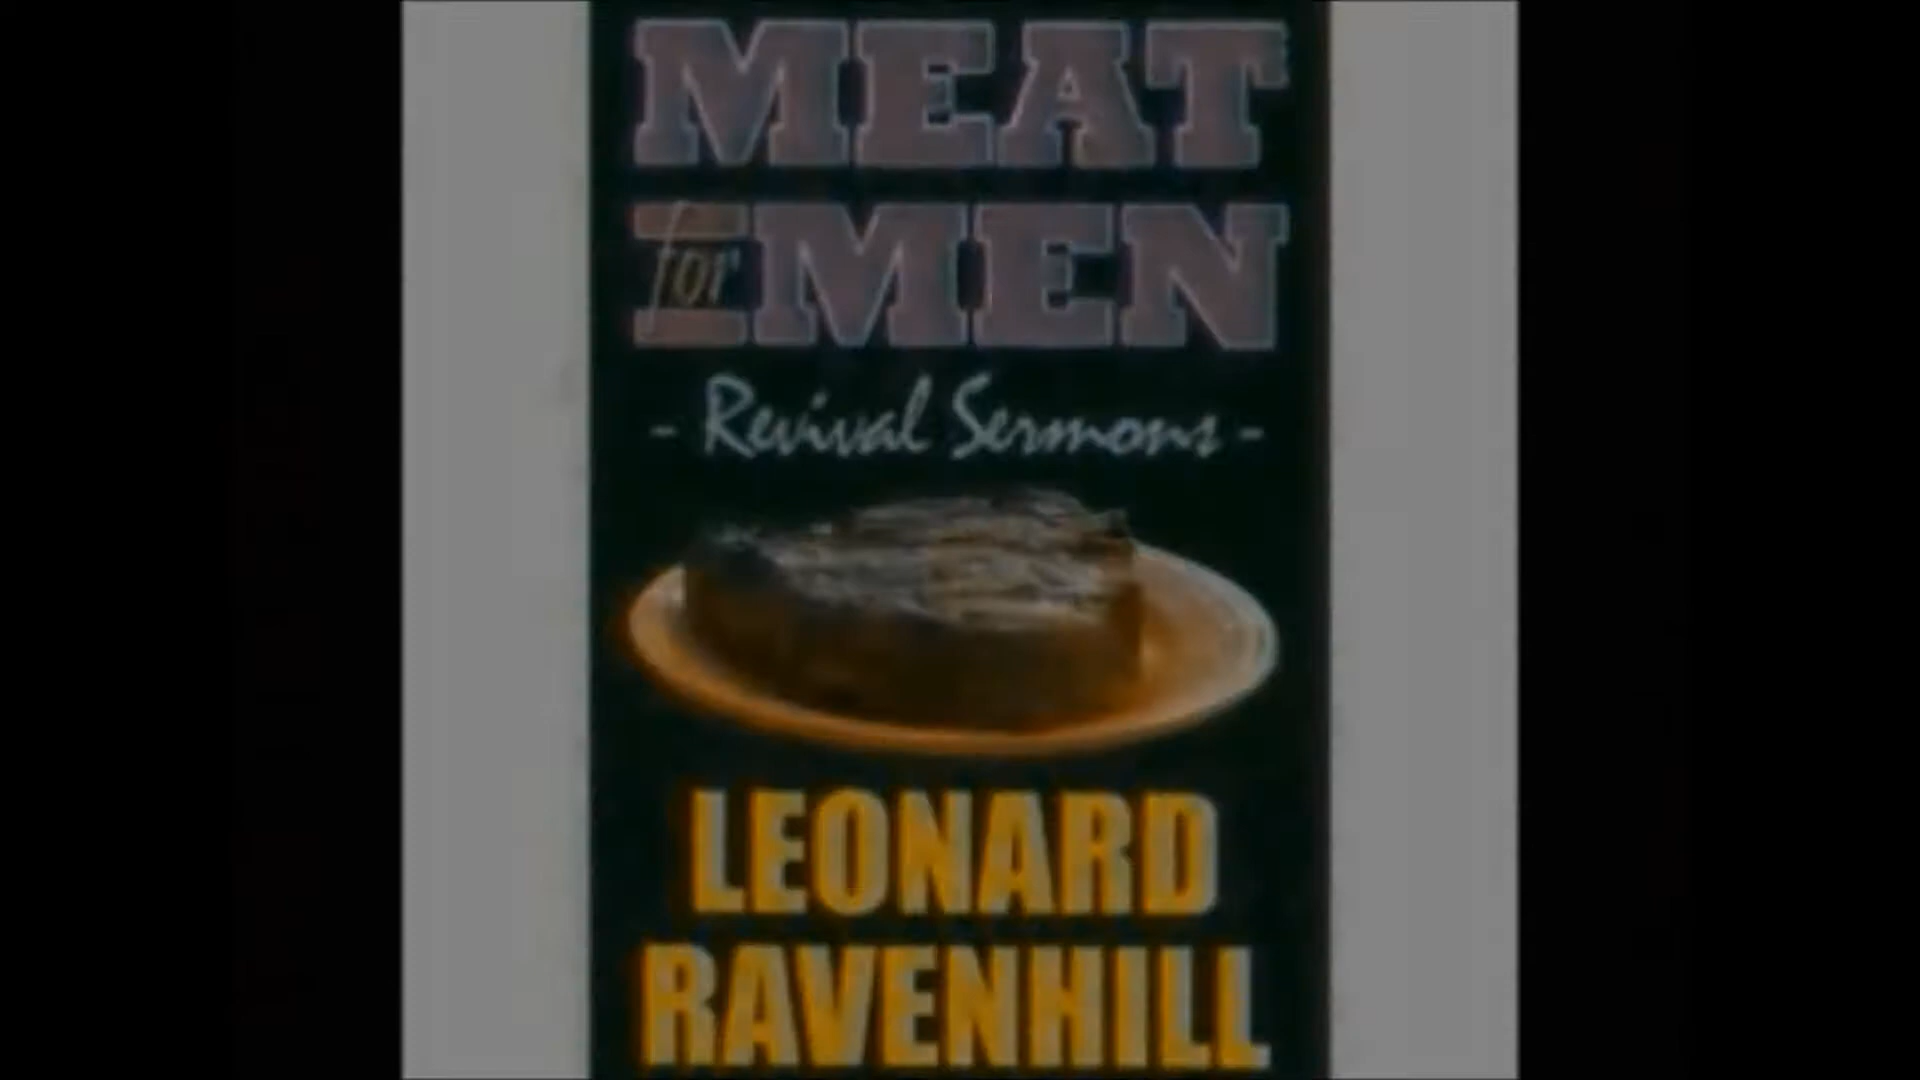 MEAT
for MEN
- Revival Sermons -
LEONARD
RAVENHILL